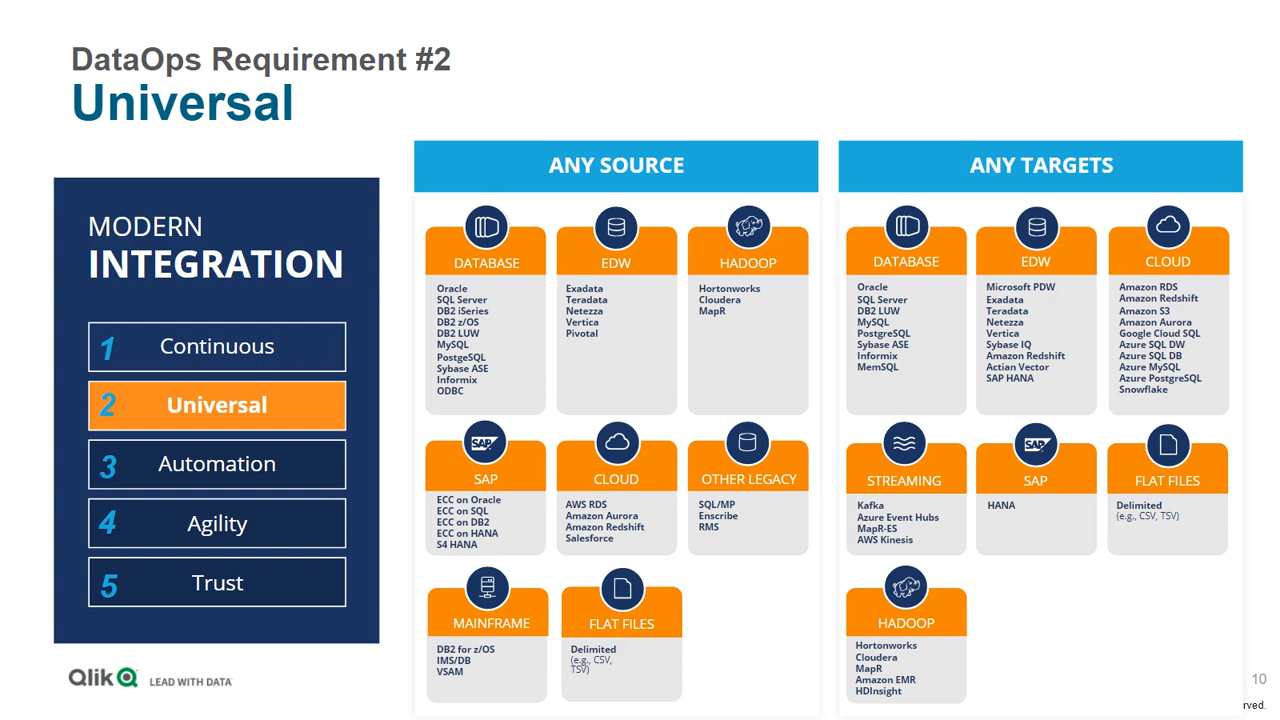 DataOps Requirement #2
Universal
MODERN
INTEGRATION
1 Continuous
2 Universal
3 Automation
4 Agility
5 Trust
ANY SOURCE
DATABASE
Oracle
SQL Server
DB2 iSeries
DB2 z/OS
DB2 LUW
MySQL
PostgeSQL
Sybase ASE
Informix
ODBC
EDW
Exadata
Teradata
Netezza
Vertica
Pivotal
HADOOP
Hortonworks
Cloudera
MapR
SAP
SAP
ECC on Oracle
ECC on SQL
ECC on DB2
ECC on HANA
S4 HANA
CLOUD
AWS RDS
Amazon Aurora
Amazon Redshift
Salesforce
OTHER LEGACY
SQL/MP
Enscribe
RMS
MAINFRAME
DB2 for z/OS
IMS/DB
VSAM
FLAT FILES
Delimited
(e.g., CSV,
TSV)
ANY TARGETS
DATABASE
Oracle
SQL Server
DB2 LUW
MySQL
PostgreSQL
Sybase ASE
Informix
MemSQL
EDW
Microsoft PDW
Exadata
Teradata
Netezza
Vertica
Sybase IQ
Amazon Redshift
Actian Vector
SAP HANA
CLOUD
Amazon RDS
Amazon Redshift
Amazon S3
Amazon Aurora
Google Cloud SQL
Azure SQL DW
Azure SQL DB
Azure MySQL
Azure PostgreSQL
Snowflake
STREAMING
Kafka
Azure Event Hubs
MapR-ES
AWS Kinesis
SAP
SAP
HANA
FLAT FILES
Delimited
(e.g., CSV, TSV)
HADOOP
Hortonworks
Cloudera
MapR
Amazon EMR
HDInsight
Qlik LEAD WITH DATA
10
rved.